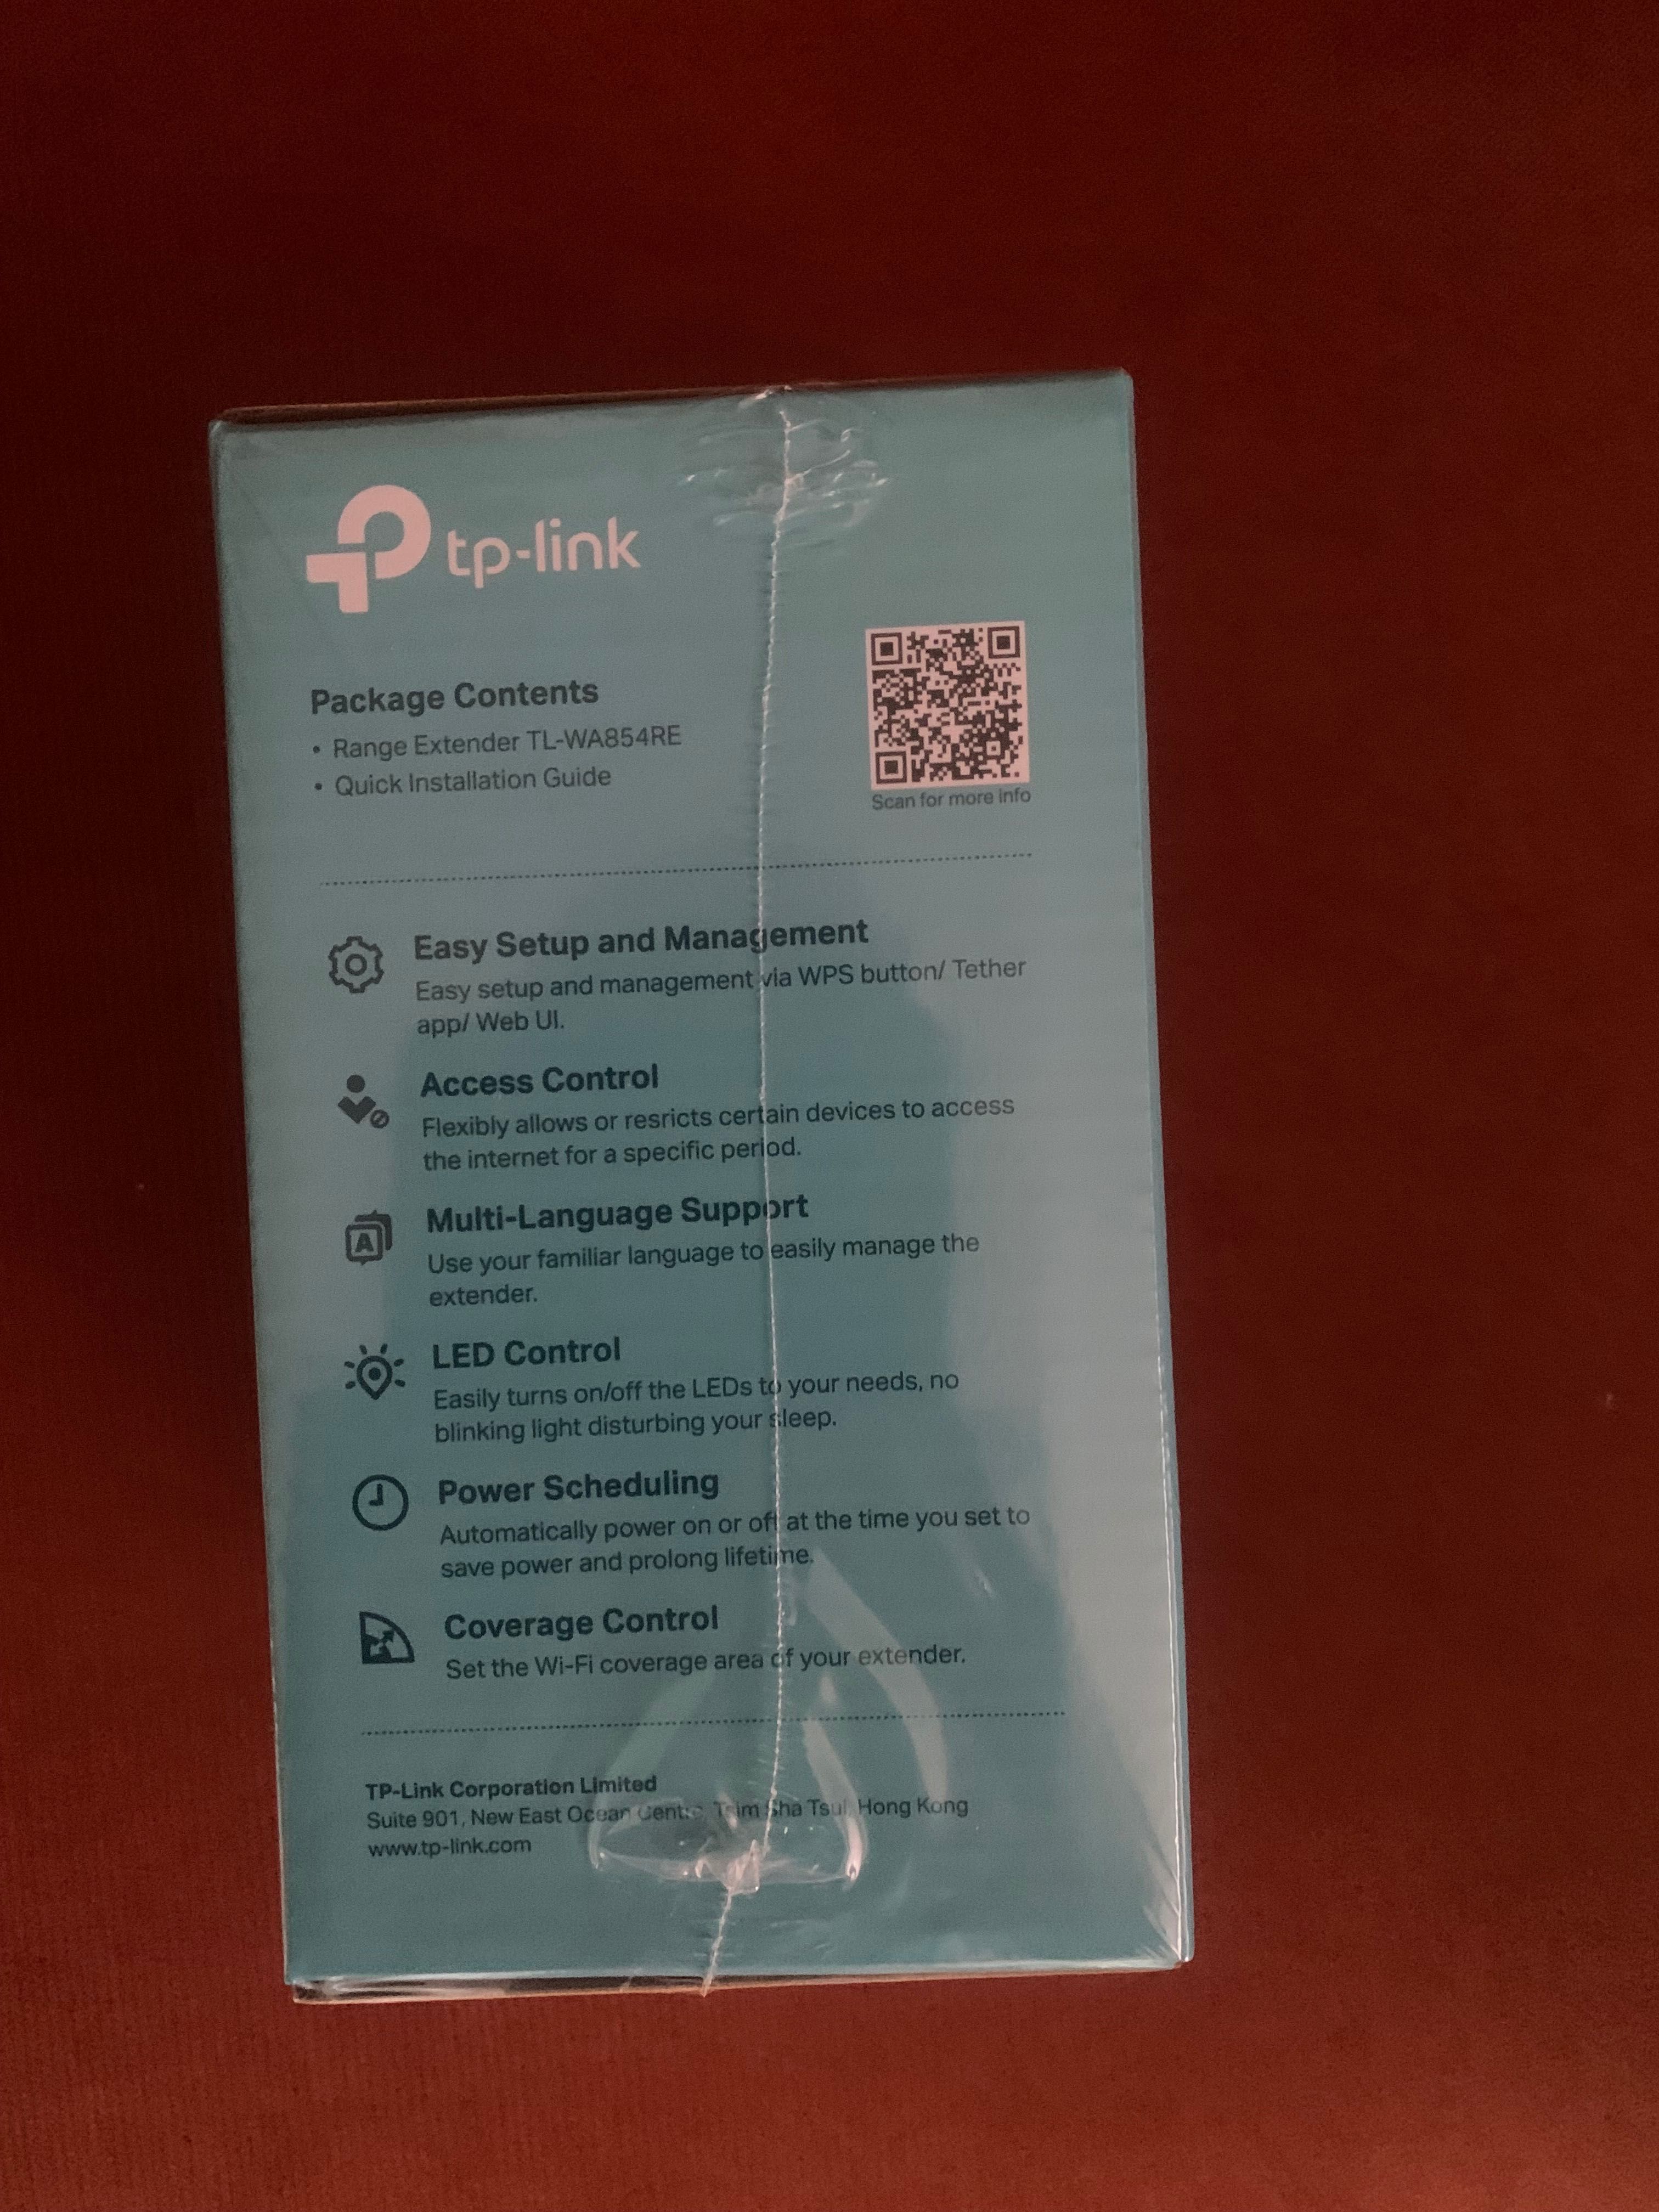 tp-link
Package Contents
• Range Extender TL-WA854RE
• Quick Installation Guide
Scan for more info
Easy Setup and Management
Easy setup and management via WPS button/ Tether
app/ Web UI.
Access Control
Flexibly allows or resricts certain devices to access
the internet for a specific period.
A
Multi-Language Support
Use your familiar language to easily manage the
extender.
LED Control
Easily turns on/off the LEDs to your needs, no
blinking light disturbing your sleep.
Power Scheduling
Automatically power on or off at the time you set to
save power and prolong lifetime.
Coverage Control
Set the Wi-Fi coverage area of your extender.
TP-Link Corporation Limited
Suite 901, New East Ocean Centre, Tsim Sha Tsui, Hong Kong
www.tp-link.com